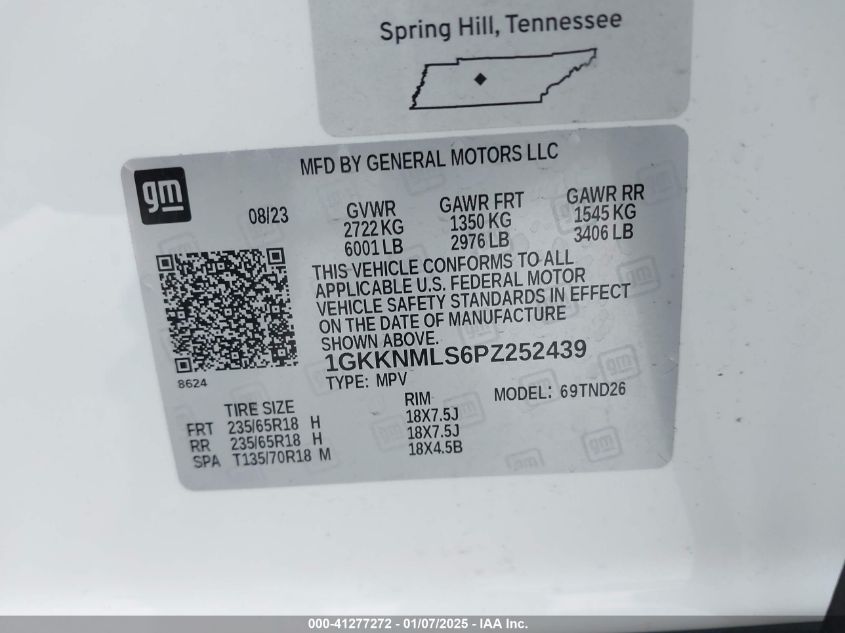 Spring Hill, Tennessee
MFD BY GENERAL MOTORS LLC
gm
08/23
GVWR
2722 KG
6001 LB
GAWR FRT
1350 KG
2976 LB
GAWR RR
1545 KG
3406 LB
THIS VEHICLE CONFORMS TO ALL
APPLICABLE U.S. FEDERAL MOTOR
VEHICLE SAFETY STANDARDS IN EFFECT
ON THE DATE OF MANUFACTURE
SHOWN ABOVE.
1GKKNMLS6PZ252439
8624
TYPE: MPV
MODEL: 69TND26
TIRE SIZE RIM
FRT 235/65R18 H 18X7.5J
RR 235/65R18 H 18X7.5J
SPA T135/70R18 M 18X4.5B
000-41277272 - 01/07/2025 - IAA Inc.